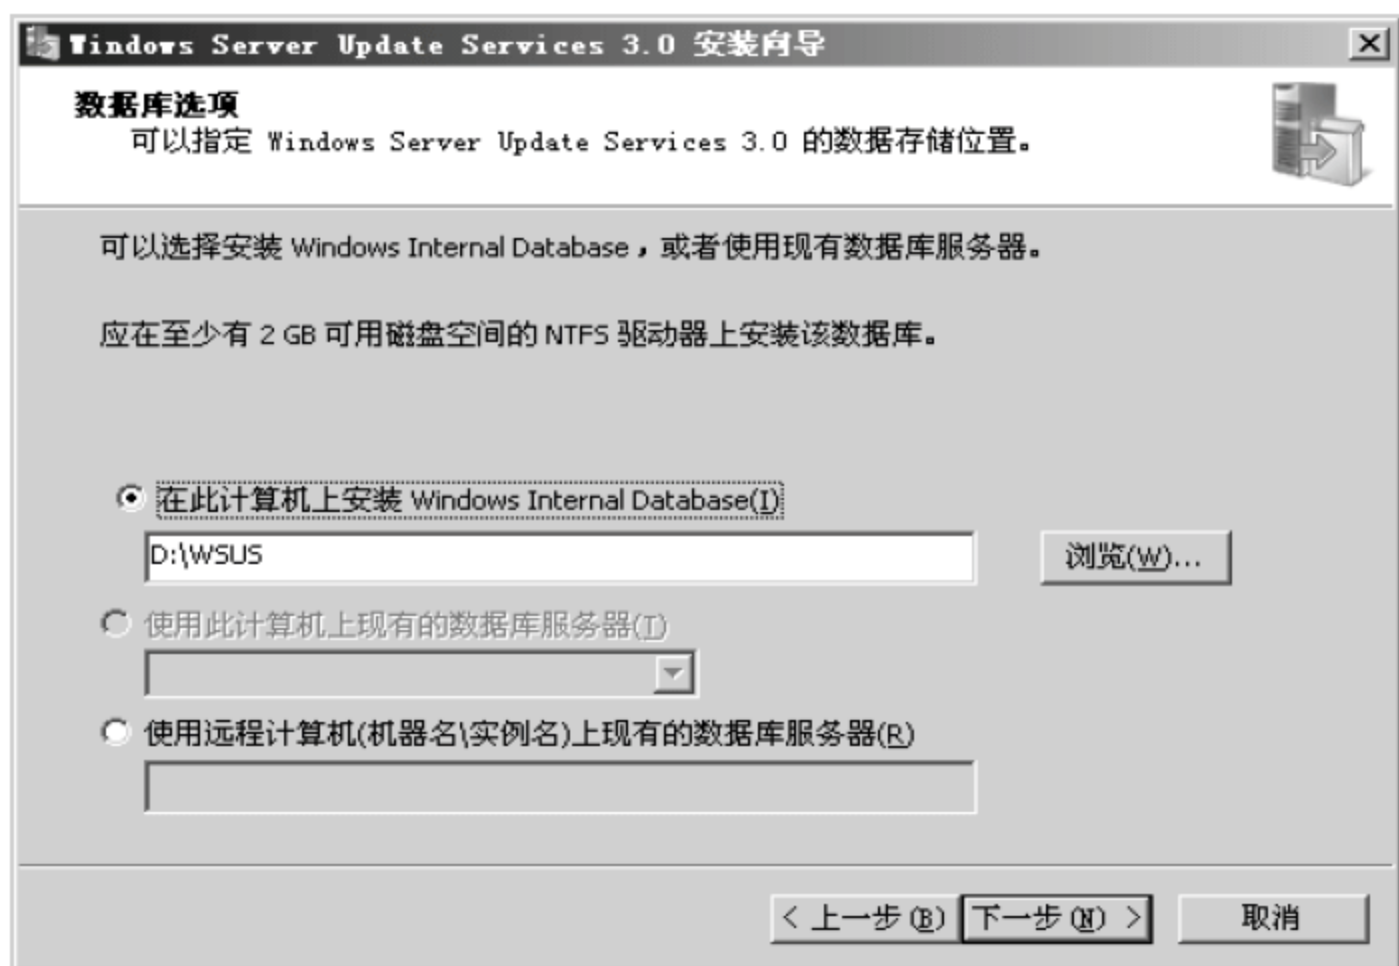 Windows Server Update Services 3.0 安装向导
数据库选项
可以指定 Windows Server Update Services 3.0 的数据存储位置。
可以选择安装 Windows Internal Database，或者使用现有数据库服务器。
应在至少有 2 GB 可用磁盘空间的 NTFS 驱动器上安装该数据库。
在此计算机上安装 Windows Internal Database(I)
D:\WSUS
浏览(W)...
使用此计算机上现有的数据库服务器(T)
使用远程计算机(机器名\实例名)上现有的数据库服务器(R)
< 上一步(B) 下一步(N) > 取消